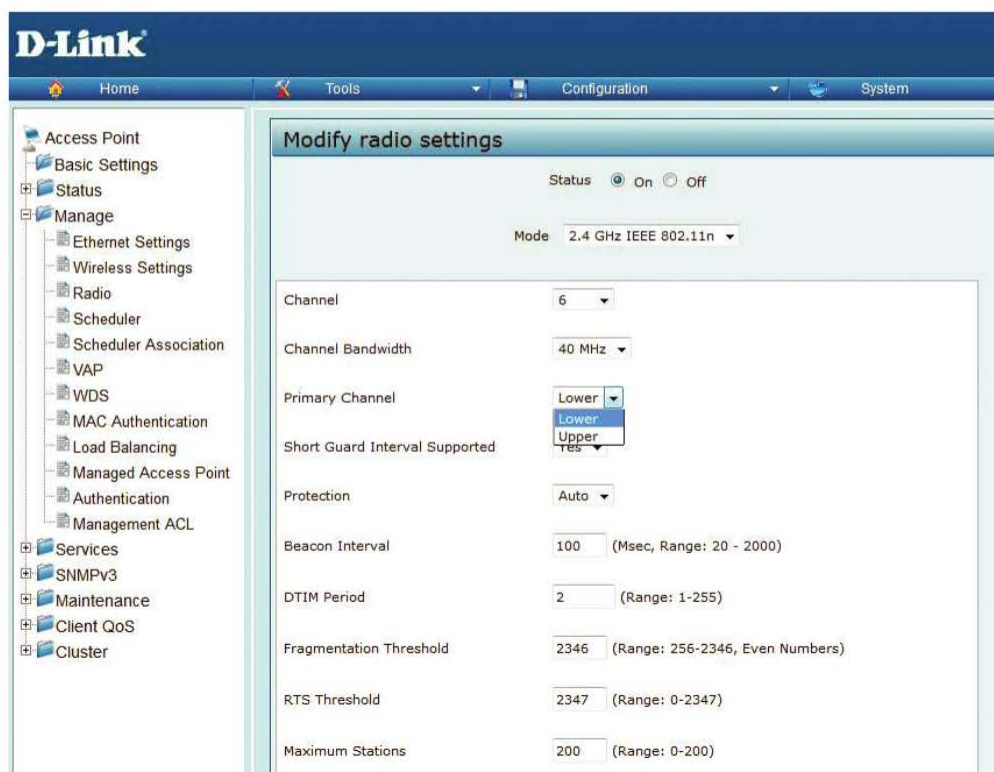 D-Link
Home Tools Configuration System
Access Point
Basic Settings
Status
Manage
Ethernet Settings
Wireless Settings
Radio
Scheduler
Scheduler Association
VAP
WDS
MAC Authentication
Load Balancing
Managed Access Point
Authentication
Management ACL
Services
SNMPv3
Maintenance
Client QoS
Cluster
Modify radio settings
Status On Off
Mode 2.4 GHz IEEE 802.11n
Channel 6
Channel Bandwidth 40 MHz
Primary Channel Lower
Lower
Upper
Short Guard Interval Supported Yes
Protection Auto
Beacon Interval 100 (Msec, Range: 20 - 2000)
DTIM Period 2 (Range: 1-255)
Fragmentation Threshold 2346 (Range: 256-2346, Even Numbers)
RTS Threshold 2347 (Range: 0-2347)
Maximum Stations 200 (Range: 0-200)